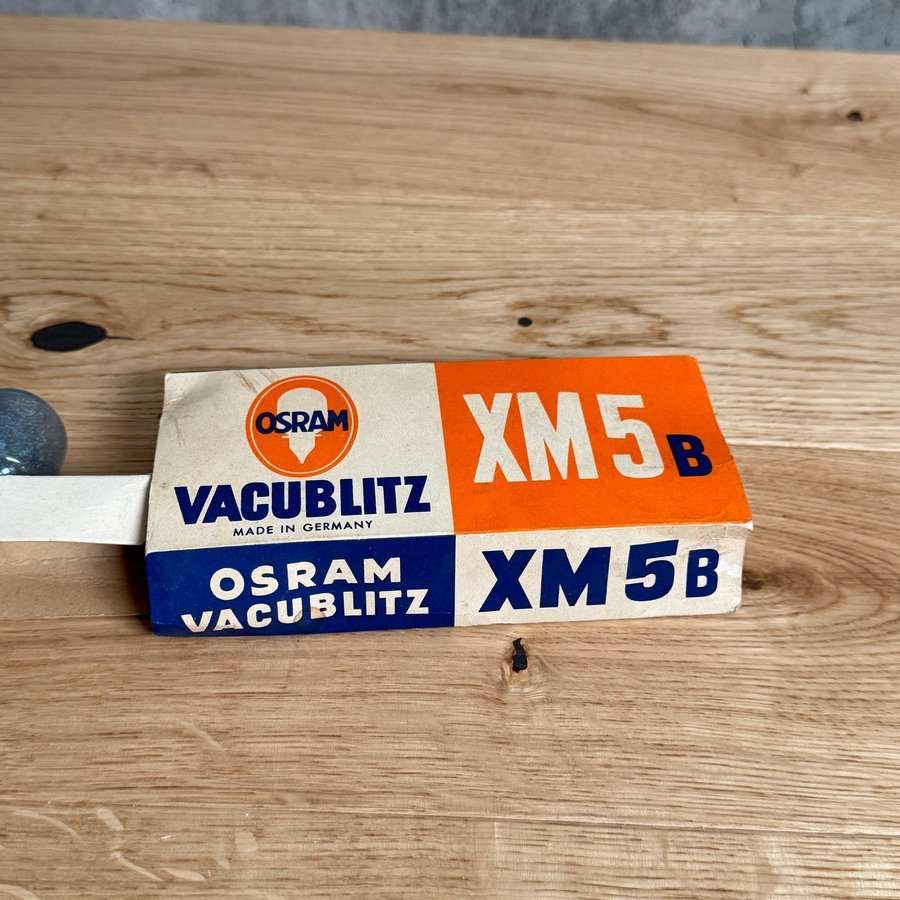 OSRAM
VACUBLITZ
MADE IN GERMANY
XM5B
OSRAM
VACUBLITZ
XM5B